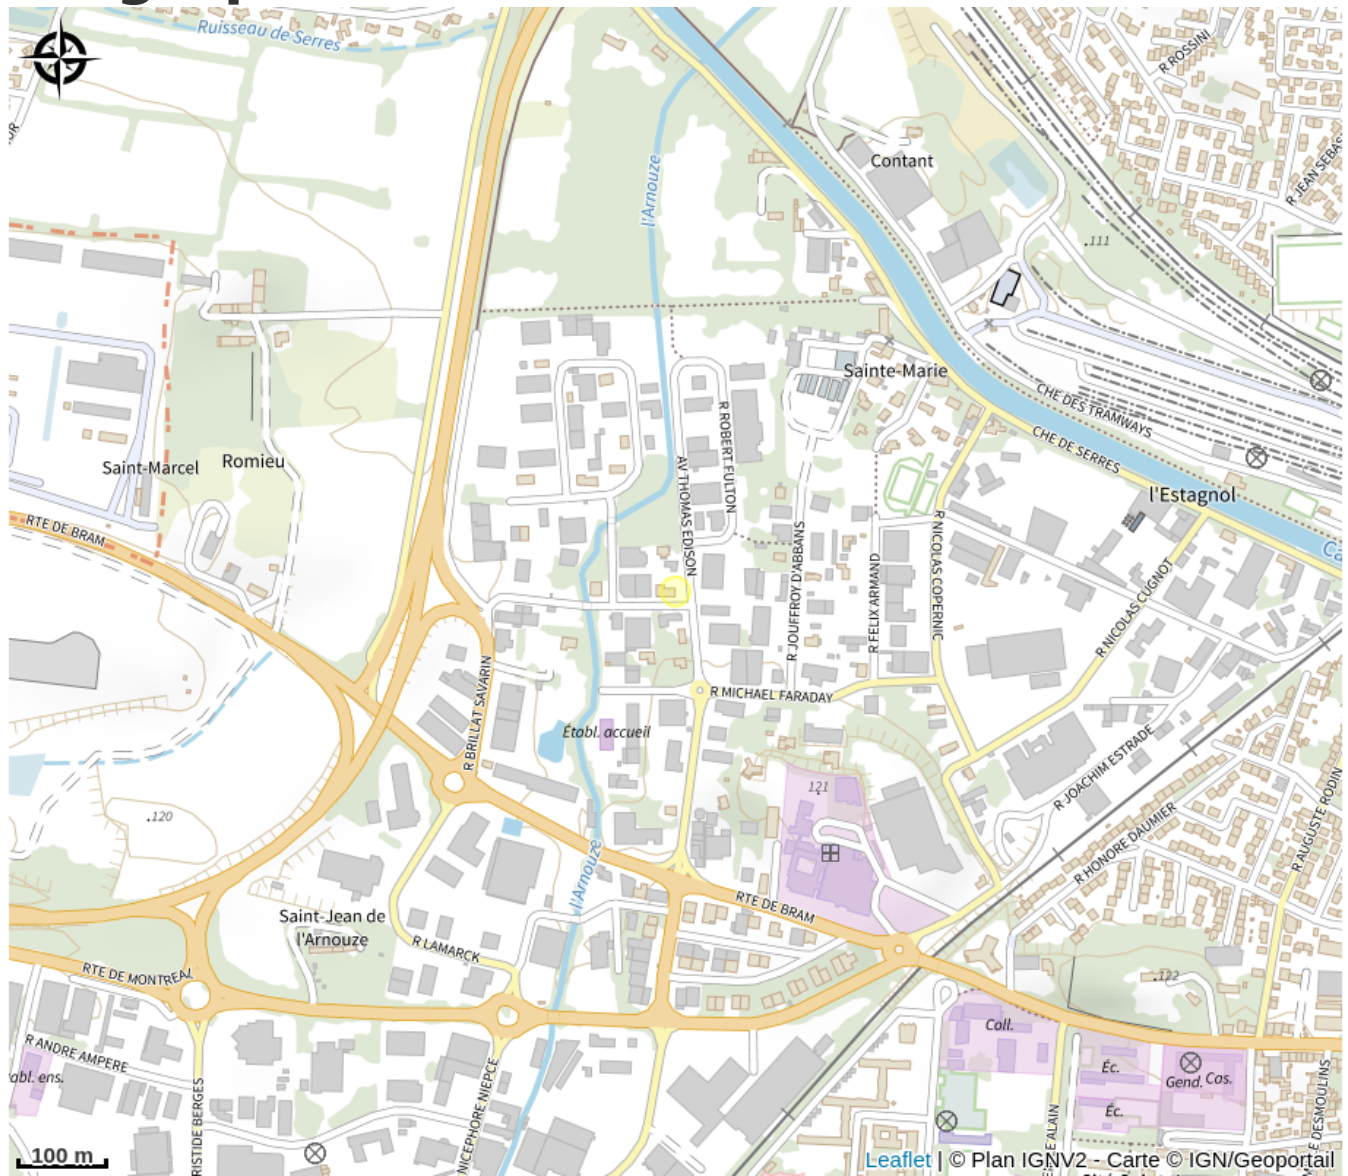 Ruisseau de Serres
R ROSSINI
l'Arnouze
Contant
.111
Sainte-Marie
CHE DES TRAMWAYS
CHE DE SERRES
R ROBERT FULTON
AV THOMAS EDISON
Saint-Marcel
Romieu
l'Estagnol
RTE DE BRAM
R JOUFFROY D'ABBANS
R FELIX ARMAND
R NICOLAS COPERNIC
R NICOLAS CUGNOT
R BRILLAT SAVARIN
R MICHAEL FARADAY
Établ. accueil
R JOACHIM ESTRADE
R HONORE DAUMIER
R AUGUSTE RODIN
121
.120
l'Arnouze
RTE DE BRAM
Saint-Jean de
l'Arnouze
R LAMARCK
RTE DE MONTREAL
.122
Coll.
R ANDRE AMPERE
Éc.
Gend. Cas.
Éc.
NICEPHORE NIEPCE
RISTIDE BERGES
E ALAIN
E DESMOULINS
abl. ens.
R JEAN SEBAS
Ca
100 m
Leaflet | © Plan IGNV2 - Carte © IGN/Geoportail